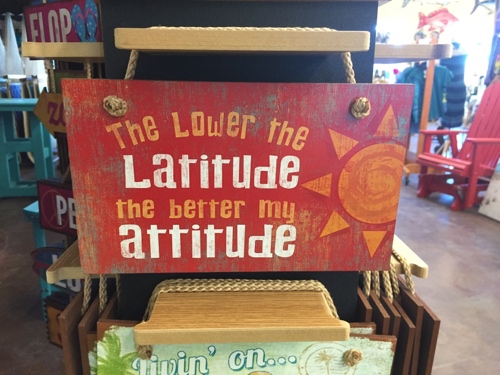 FLOP
The Lower the
Latitude
the better my
attitude
livin' on...